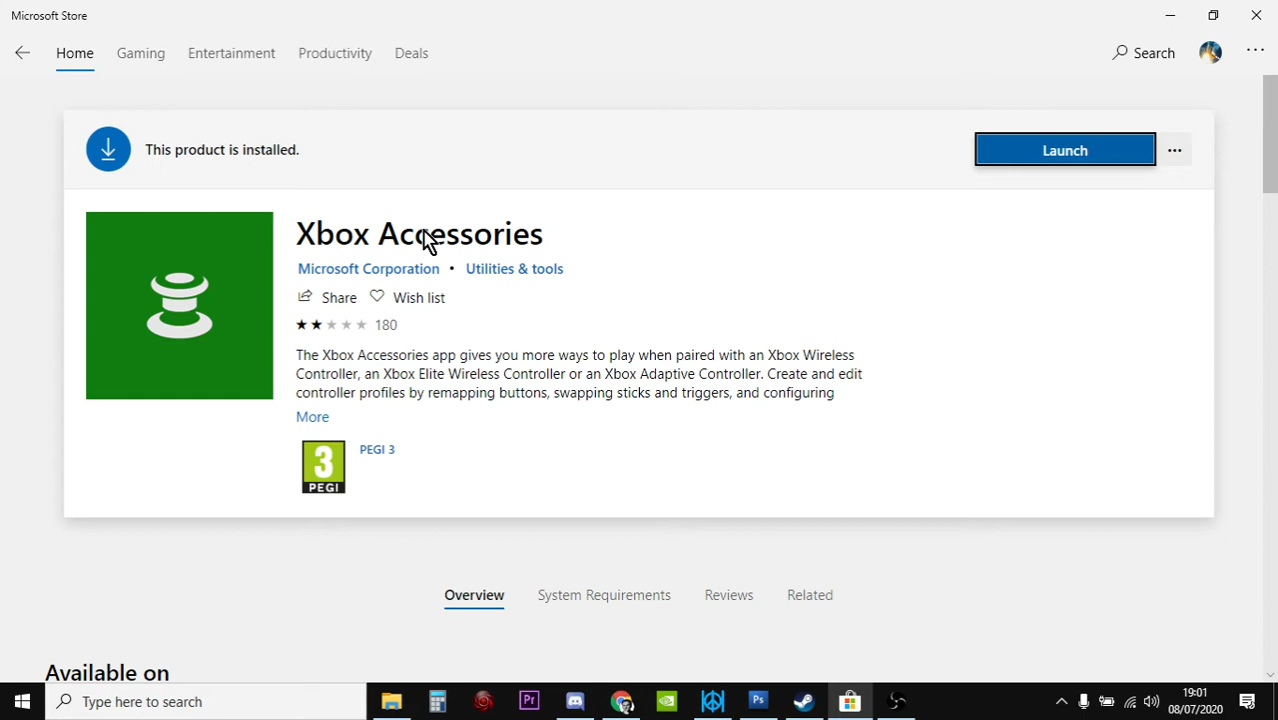 Microsoft Store
Home Gaming Entertainment Productivity Deals Search
This product is installed. Launch
Xbox Accessories
Microsoft Corporation • Utilities & tools
Share Wish list
180
The Xbox Accessories app gives you more ways to play when paired with an Xbox Wireless
Controller, an Xbox Elite Wireless Controller or an Xbox Adaptive Controller. Create and edit
controller profiles by remapping buttons, swapping sticks and triggers, and configuring
More
3 PEGI 3
PEGI
Overview System Requirements Reviews Related
Available on
Type here to search Pr Ps 19:01
08/07/2020